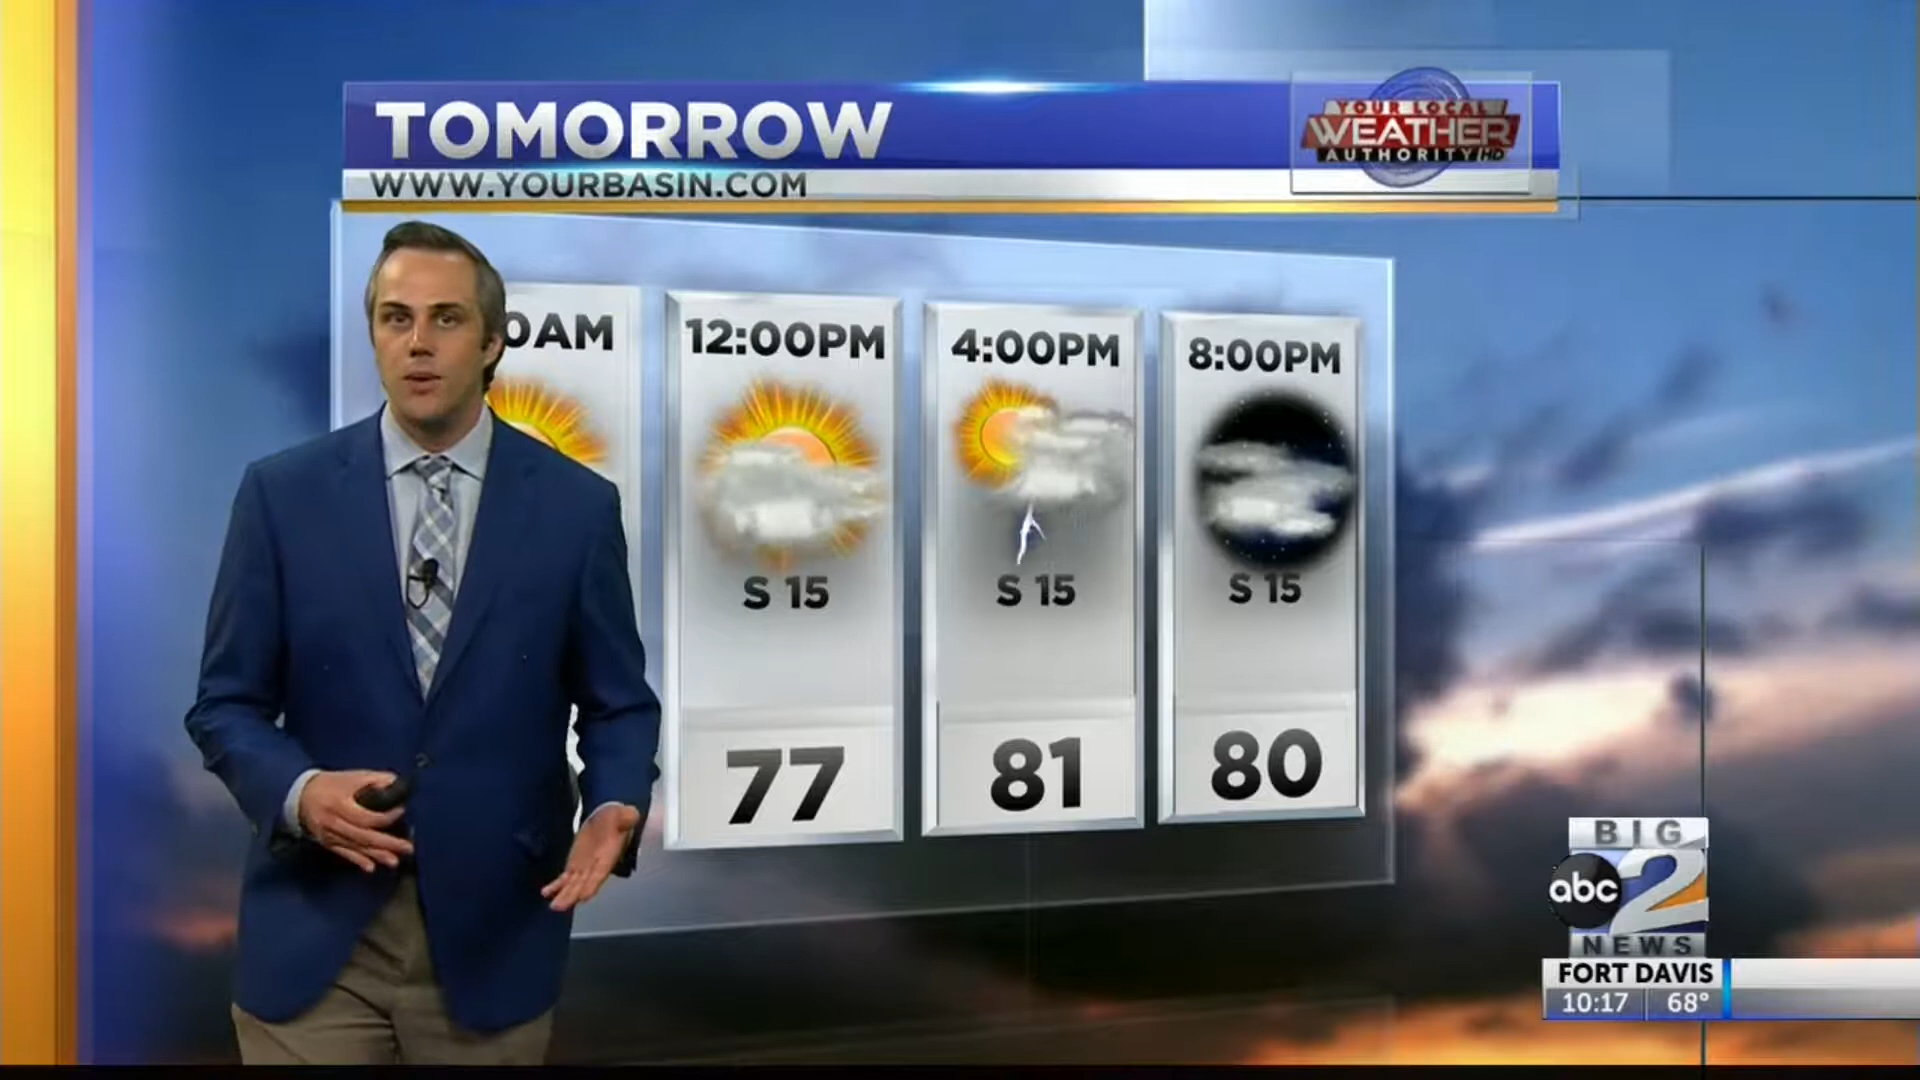 TOMORROW
WWW.YOURBASIN.COM
YOUR LOCAL
WEATHER
AUTHORITY HD
0AM
12:00PM
4:00PM
8:00PM
S 15
S 15
S 15
77
81
80
BIG
abc 2
NEWS
FORT DAVIS
10:17 68°